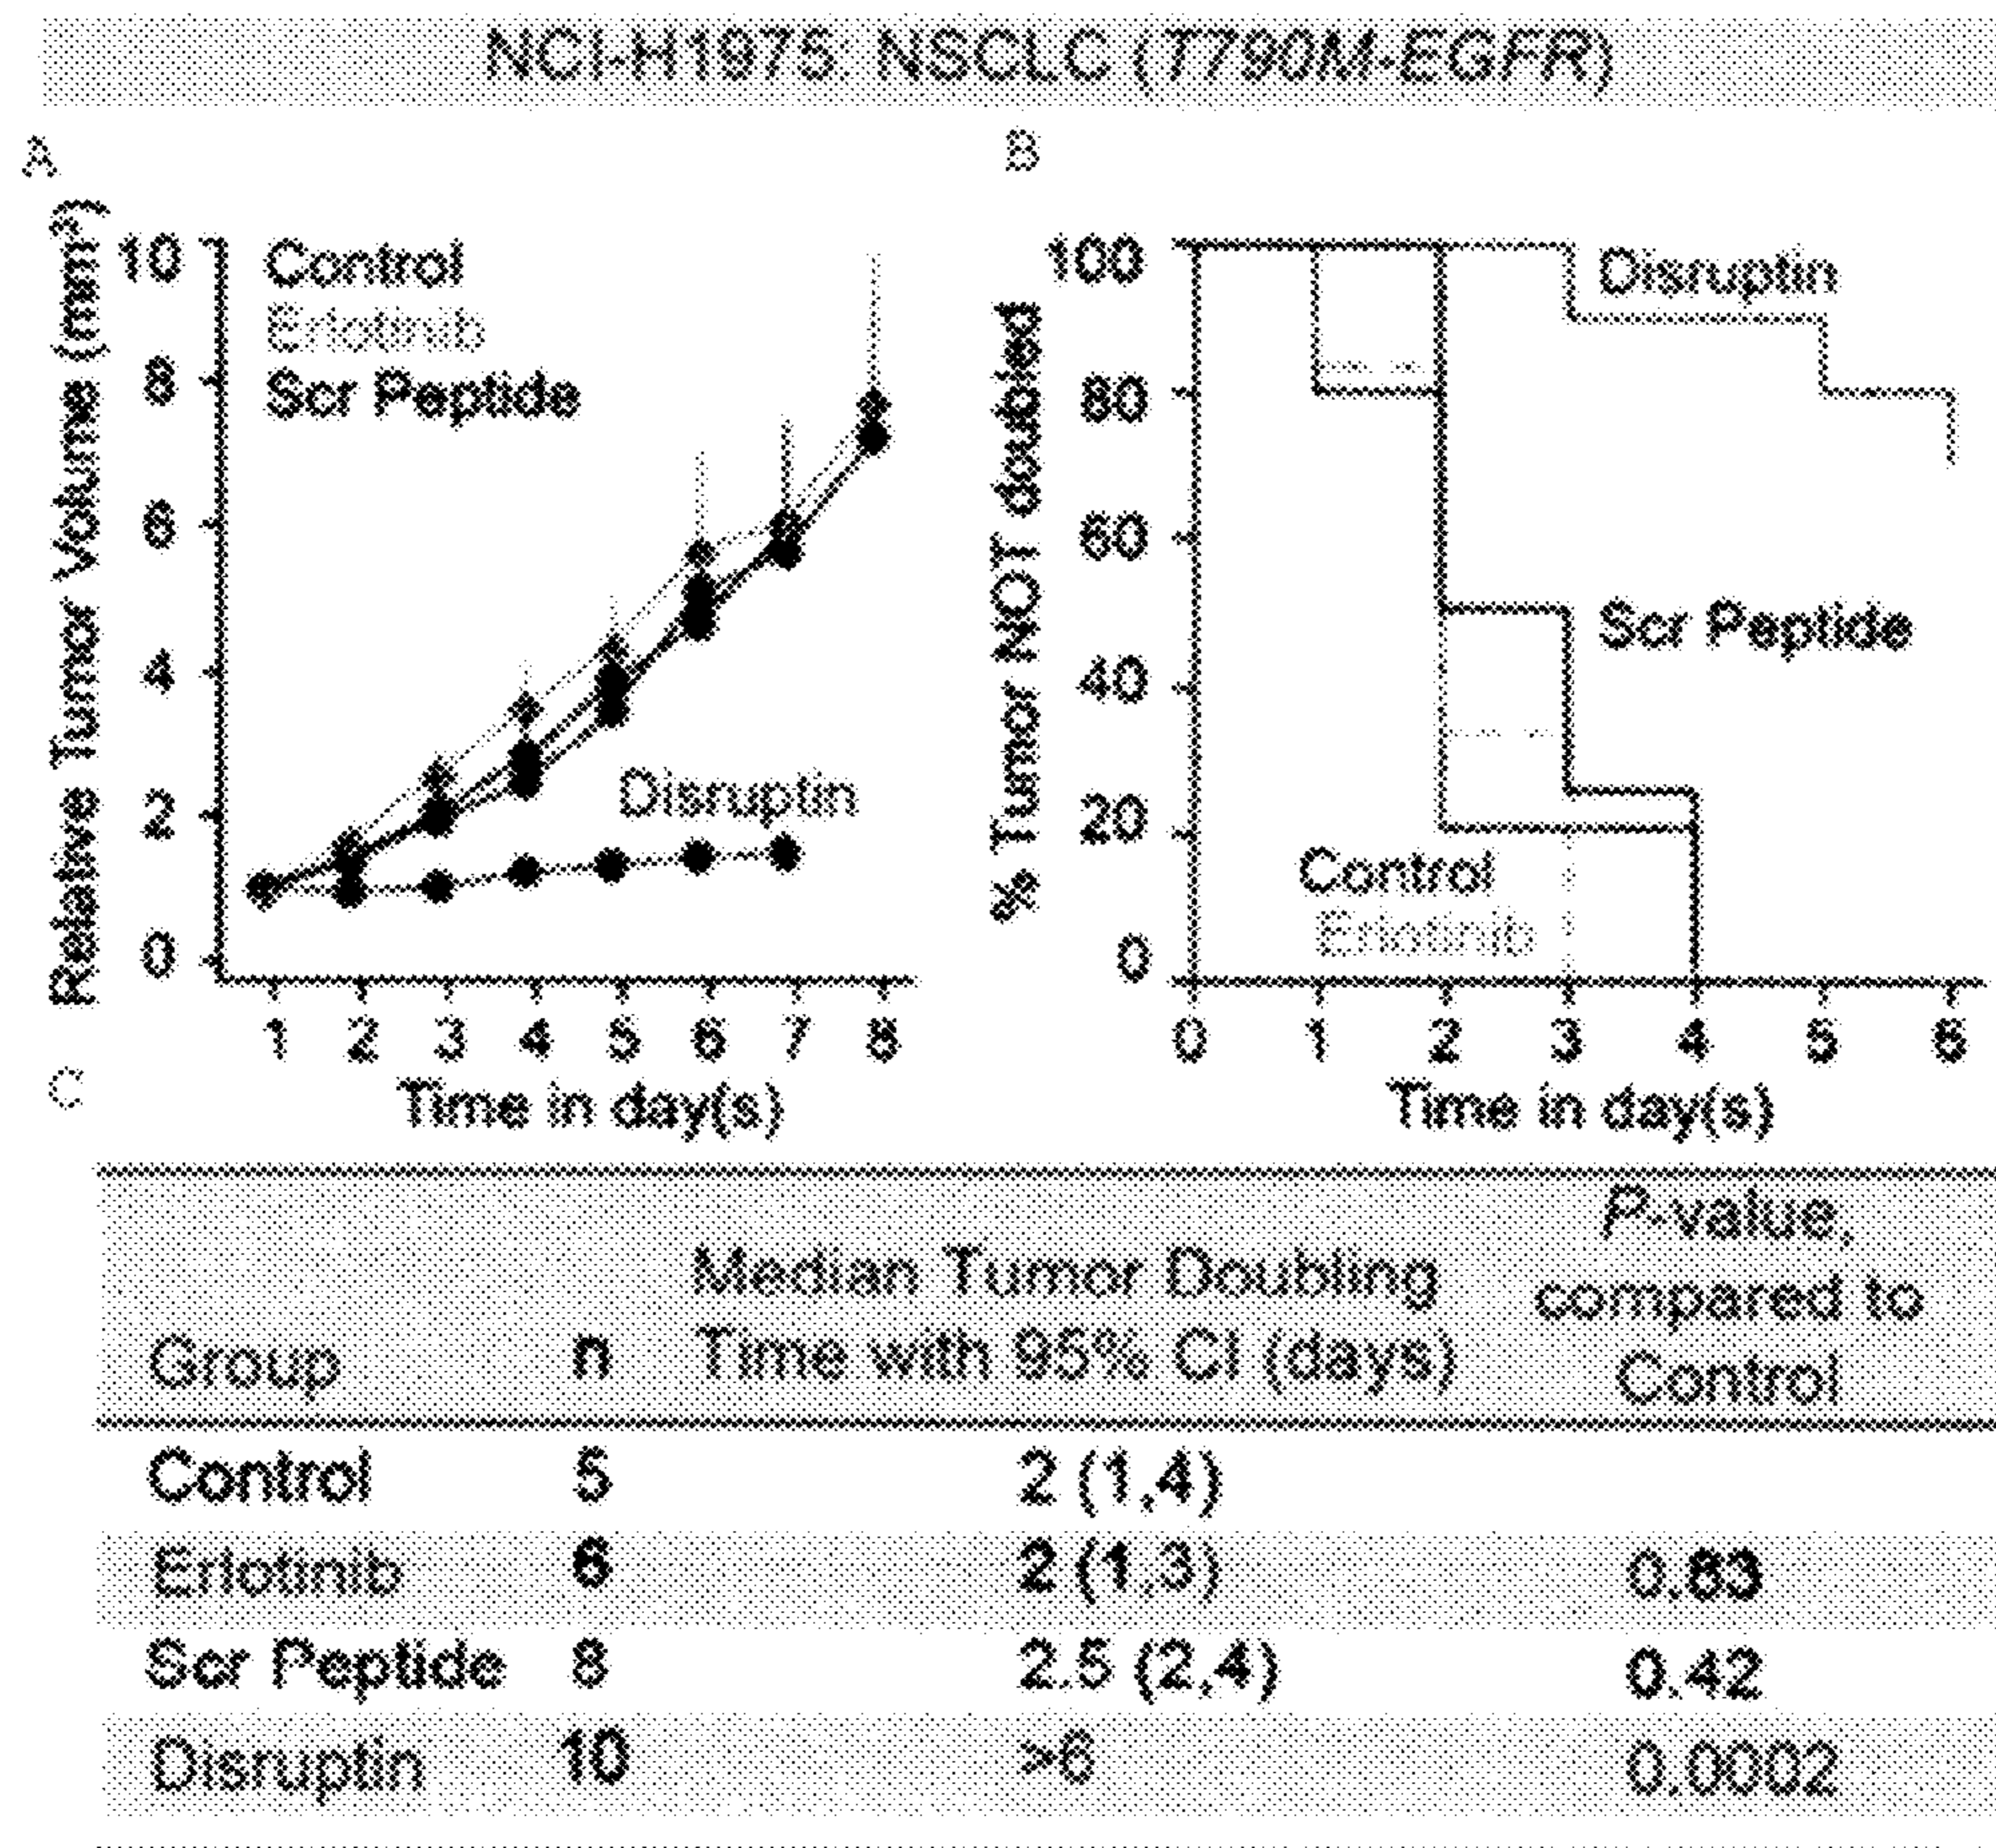 NCI-H1975: NSCLC (T790M-EGFR)
A
Relative Tumor Volume (mm³)
10
8
6
4
2
0
Control
Erlotinib
Scr Peptide
Disruptin
1 2 3 4 5 6 7 8
Time in day(s)
B
% Tumor NOT doubled
100
80
60
40
20
0
Disruptin
Scr Peptide
Control
Erlotinib
0 1 2 3 4 5 6
Time in day(s)
C
Group n Median Tumor Doubling Time with 95% CI (days) P-value, compared to Control
Control 5 2 (1,4)
Erlotinib 6 2 (1,3) 0.63
Scr Peptide 8 2.5 (2,4) 0.42
Disruptin 10 >6 0.0002